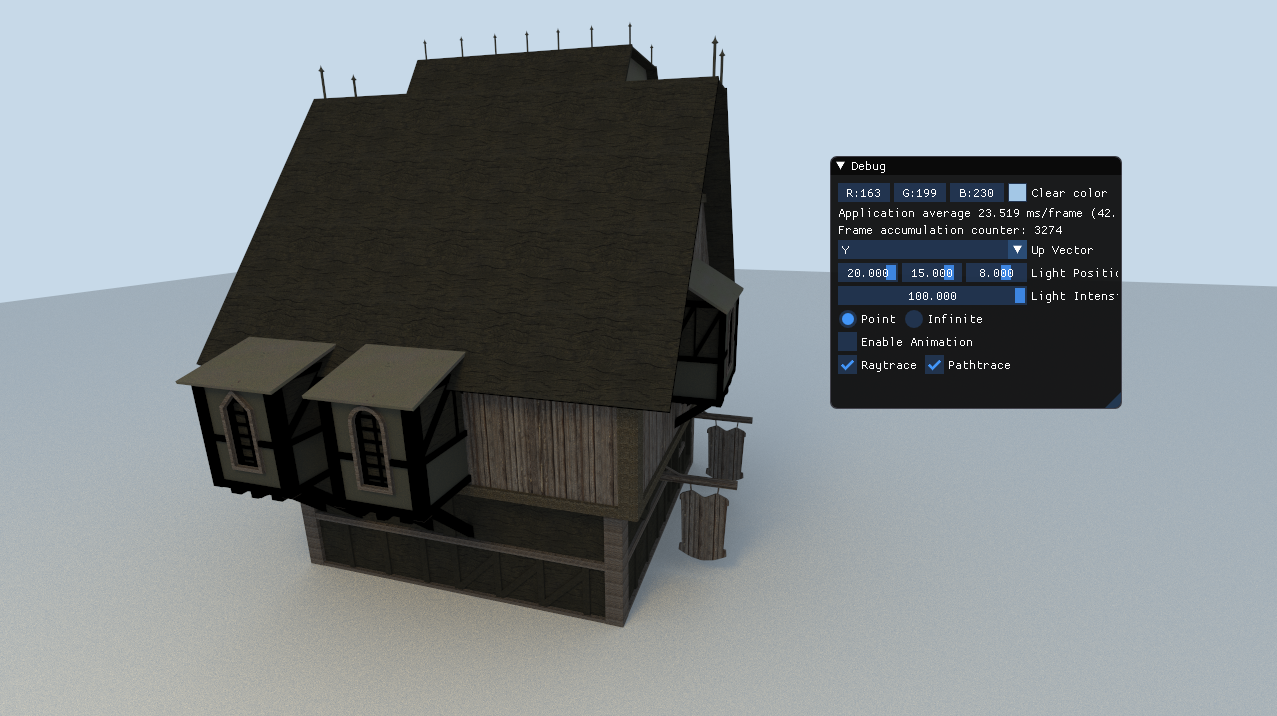 Debug
R:163 G:199 B:230 Clear color
Application average 23.519 ms/frame (42.
Frame accumulation counter: 3274
Y Up Vector
20.000 15.000 8.000 Light Positi
100.000 Light Intens
Point Infinite
Enable Animation
Raytrace Pathtrace